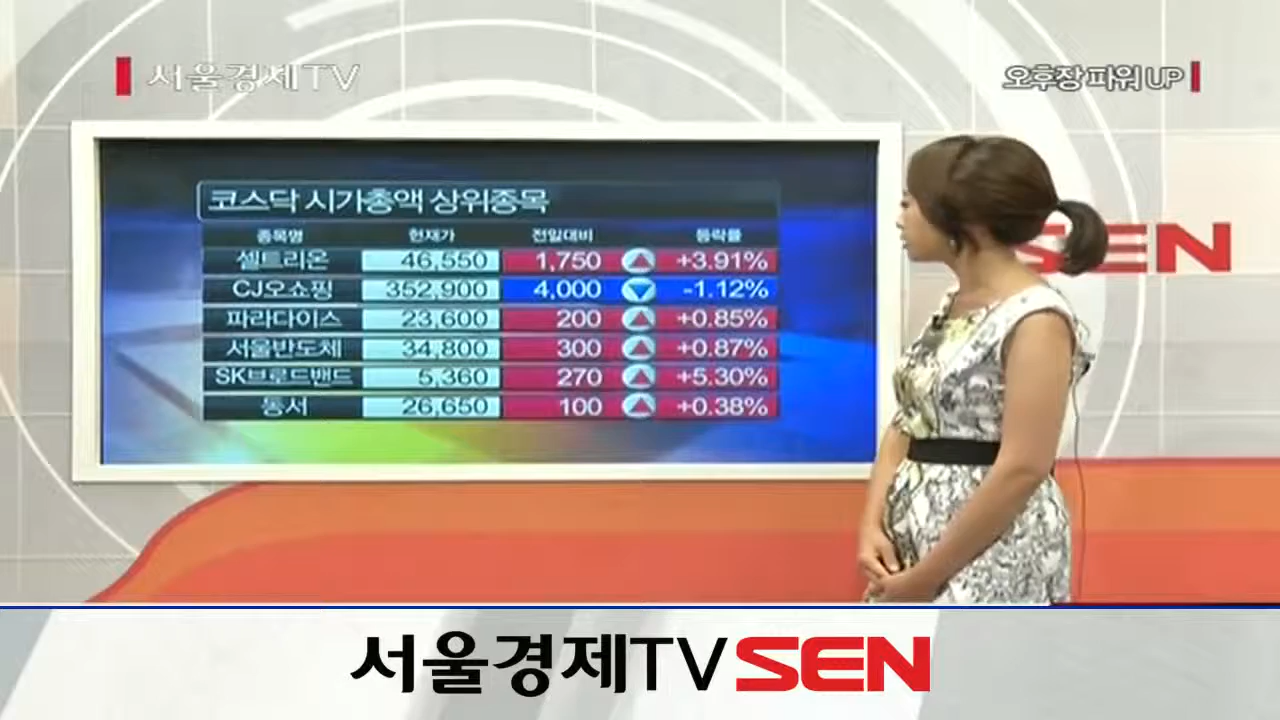 서울경제TV
오후장 파워 UP
코스닥 시가총액 상위종목
종목명 현재가 전일대비 등락률
셀트리온 46,550 1,750 ▲ +3.91%
CJ오쇼핑 352,900 4,000 ▼ -1.12%
파라다이스 23,600 200 ▲ +0.85%
서울반도체 34,800 300 ▲ +0.87%
SK브로드밴드 5,360 270 ▲ +5.30%
동서 26,650 100 ▲ +0.38%
SEN
서울경제TV SEN